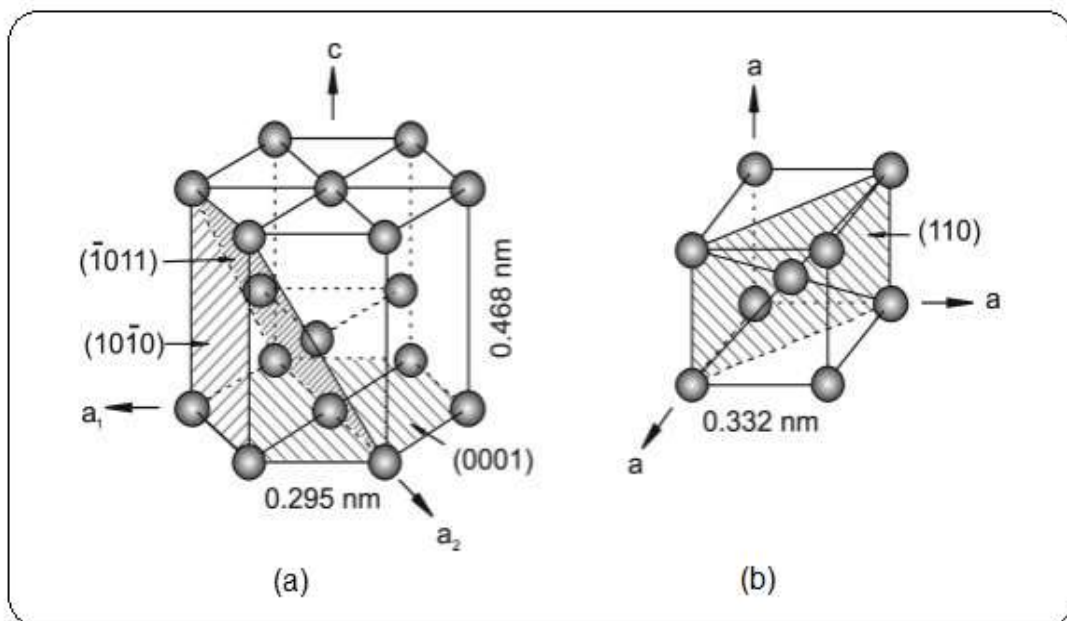 c
a
(1̅011)
(110)
0.468 nm
a
(101̅0)
a₁
(0001)
0.332 nm
a
0.295 nm
a₂
(a)
(b)